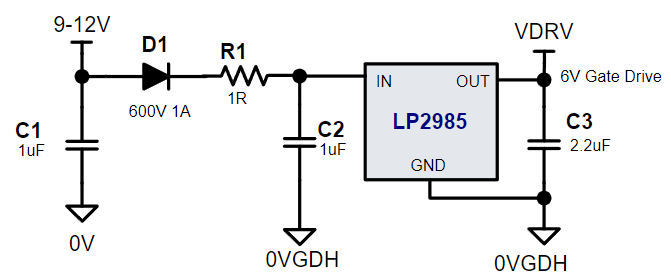 9-12V
VDRV
D1
R1
IN
OUT
6V Gate Drive
600V 1A
1R
C1
1uF
C2
1uF
LP2985
C3
2.2uF
GND
0V
0VGDH
0VGDH